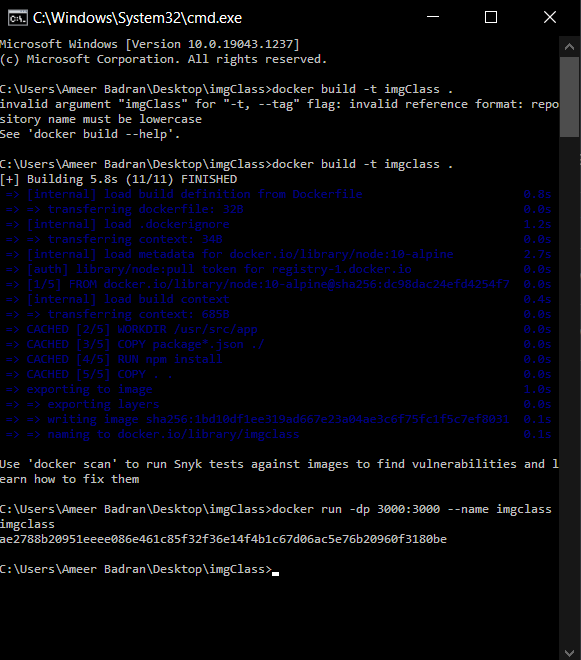 C:\Windows\System32\cmd.exe
Microsoft Windows [Version 10.0.19043.1237]
(c) Microsoft Corporation. All rights reserved.
C:\Users\Ameer Badran\Desktop\imgClass>docker build -t imgClass .
invalid argument "imgClass" for "-t, --tag" flag: invalid reference format: repo
sitory name must be lowercase
See 'docker build --help'.
C:\Users\Ameer Badran\Desktop\imgClass>docker build -t imgclass .
[+] Building 5.8s (11/11) FINISHED
=> [internal] load build definition from Dockerfile 0.8s
=> => transferring dockerfile: 32B 0.0s
=> [internal] load .dockerignore 1.2s
=> => transferring context: 34B 0.0s
=> [internal] load metadata for docker.io/library/node:10-alpine 2.7s
=> [auth] library/node:pull token for registry-1.docker.io 0.0s
=> [1/5] FROM docker.io/library/node:10-alpine@sha256:dc98dac24efd4254f7 0.0s
=> [internal] load build context 0.4s
=> => transferring context: 685B 0.0s
=> CACHED [2/5] WORKDIR /usr/src/app 0.0s
=> CACHED [3/5] COPY package*.json ./ 0.0s
=> CACHED [4/5] RUN npm install 0.0s
=> CACHED [5/5] COPY . . 0.0s
=> exporting to image 1.0s
=> => exporting layers 0.0s
=> => writing image sha256:1bd10df1ee319ad667e23a04ae3c6f75fc1f5c7ef8031 0.1s
=> => naming to docker.io/library/imgclass 0.1s
Use 'docker scan' to run Snyk tests against images to find vulnerabilities and l
earn how to fix them
C:\Users\Ameer Badran\Desktop\imgClass>docker run -dp 3000:3000 --name imgclass
imgclass
ae2788b20951eeee086e461c85f32f36e14f4b1c67d06ac5e76b20960f3180be
C:\Users\Ameer Badran\Desktop\imgClass>